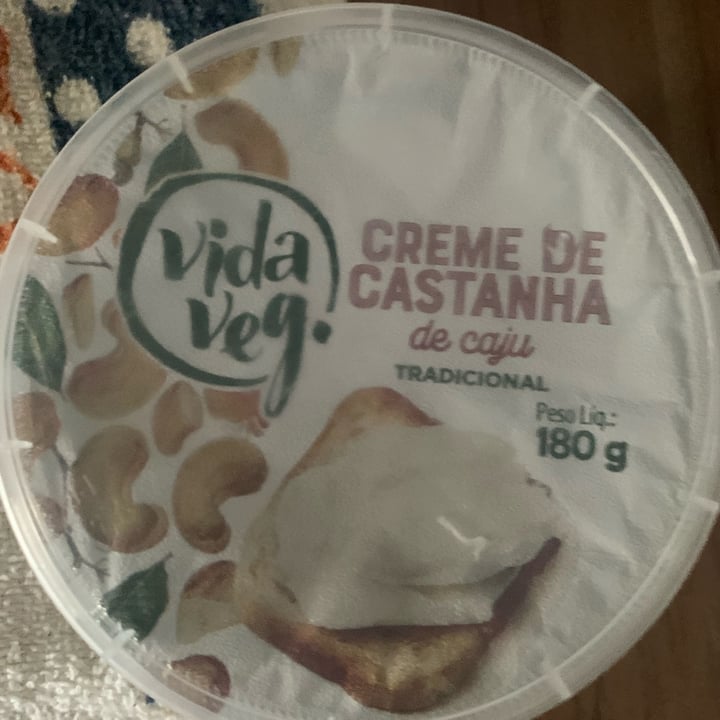 vida
veg.
CREME DE
CASTANHA
de caju
TRADICIONAL
Peso Líq.:
180 g